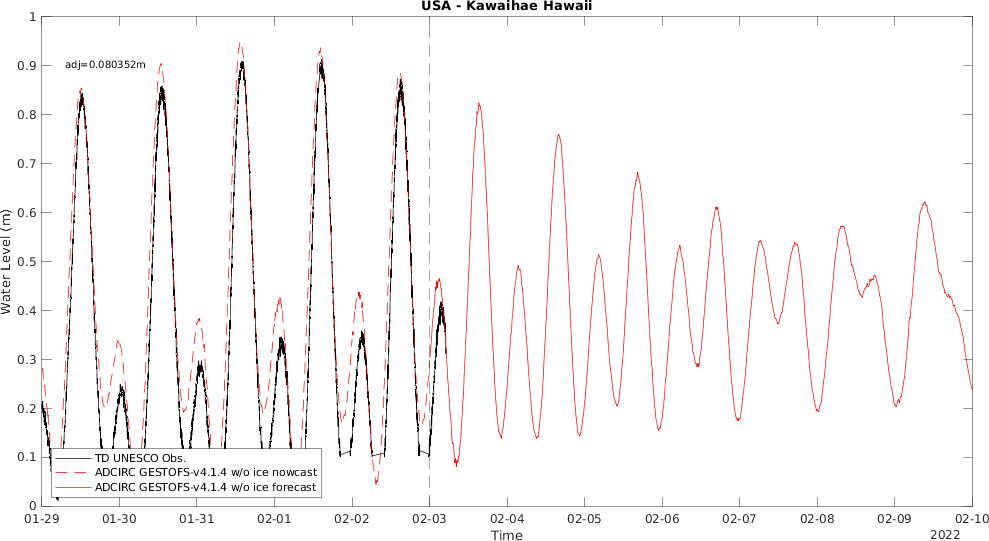 USA - Kawaihae Hawaii
adj=0.080352m
Water Level (m)
1
0.9
0.8
0.7
0.6
0.5
0.4
0.3
0.2
0.1
0
TD UNESCO Obs.
ADCIRC GESTOFS-v4.1.4 w/o ice nowcast
ADCIRC GESTOFS-v4.1.4 w/o ice forecast
01-29 01-30 01-31 02-01 02-02 02-03 02-04 02-05 02-06 02-07 02-08 02-09 02-10
Time
2022